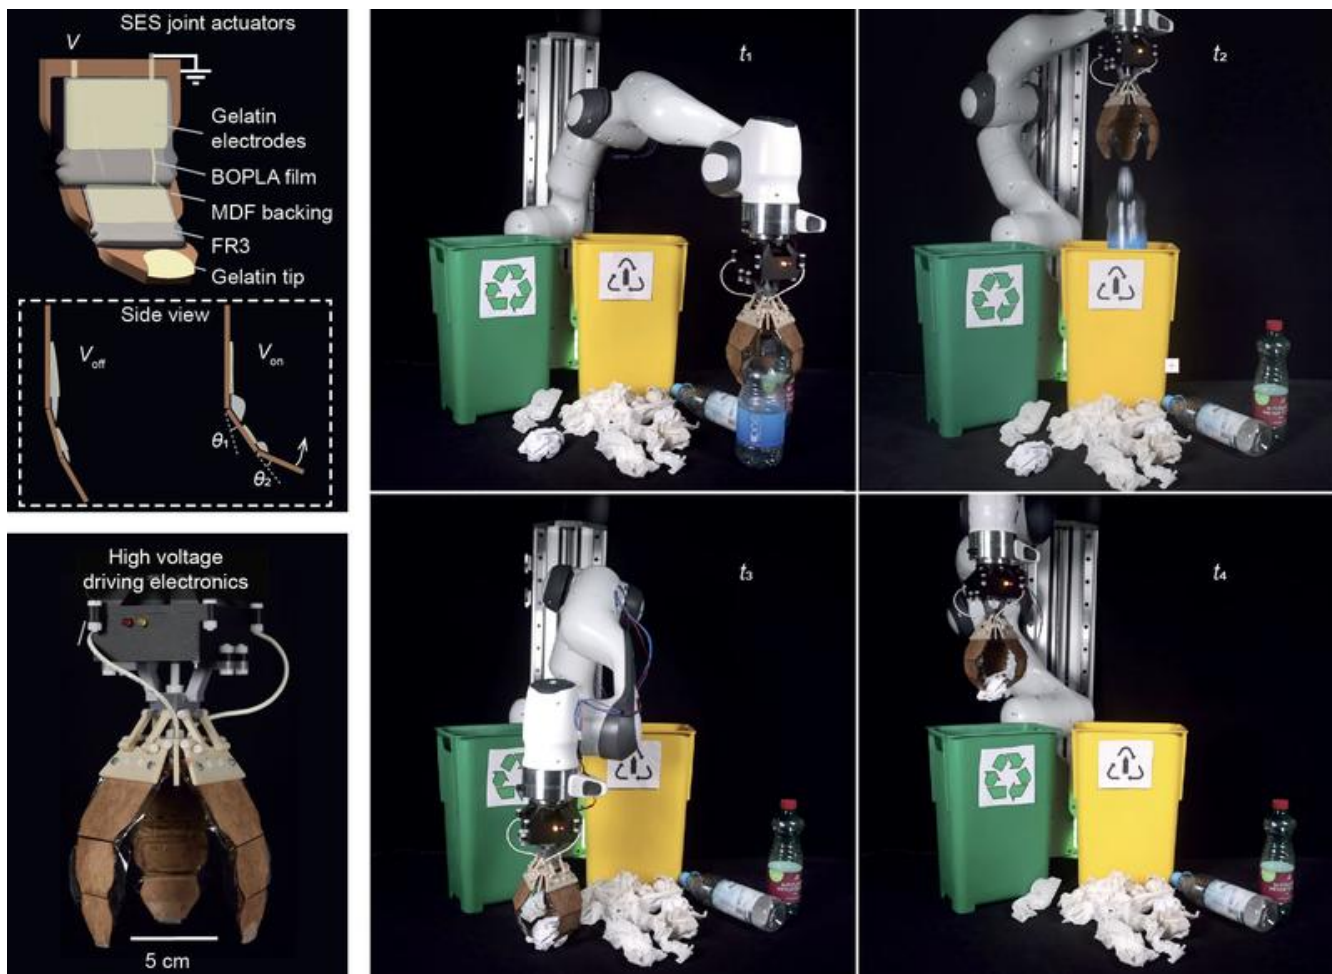 SES joint actuators
V
Gelatin
electrodes
BOPLA film
MDF backing
FR3
Gelatin tip
Side view
Voff
Von
θ1
θ2
High voltage
driving electronics
5 cm
t1
t2
t3
t4